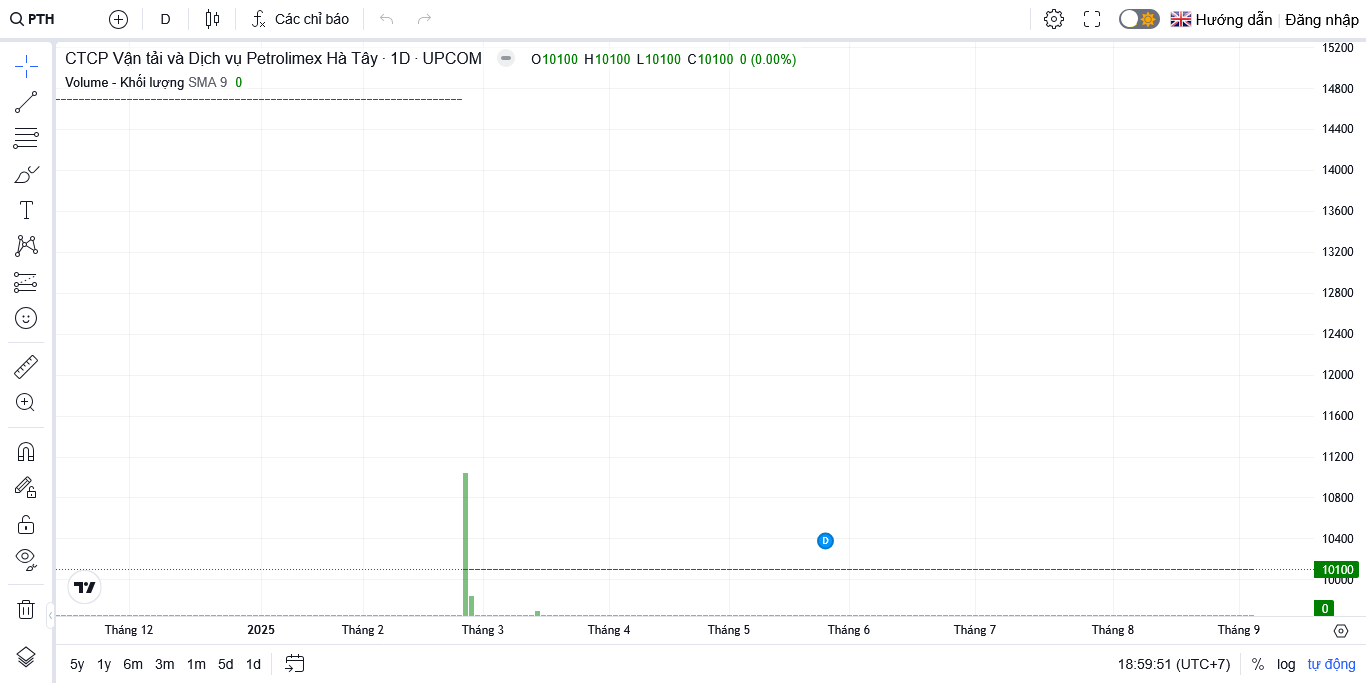 PTH D Các chỉ báo Hướng dẫn Đăng nhập
CTCP Vận tải và Dịch vụ Petrolimex Hà Tây · 1D · UPCOM O10100 H10100 L10100 C10100 0 (0.00%)
Volume - Khối lượng SMA 9 0
15200
14800
14400
14000
13600
13200
12800
12400
12000
11600
11200
10800
10400
D
10100
10000
0
Tháng 12 2025 Tháng 2 Tháng 3 Tháng 4 Tháng 5 Tháng 6 Tháng 7 Tháng 8 Tháng 9
5y 1y 6m 3m 1m 5d 1d 18:59:51 (UTC+7) % log tự động